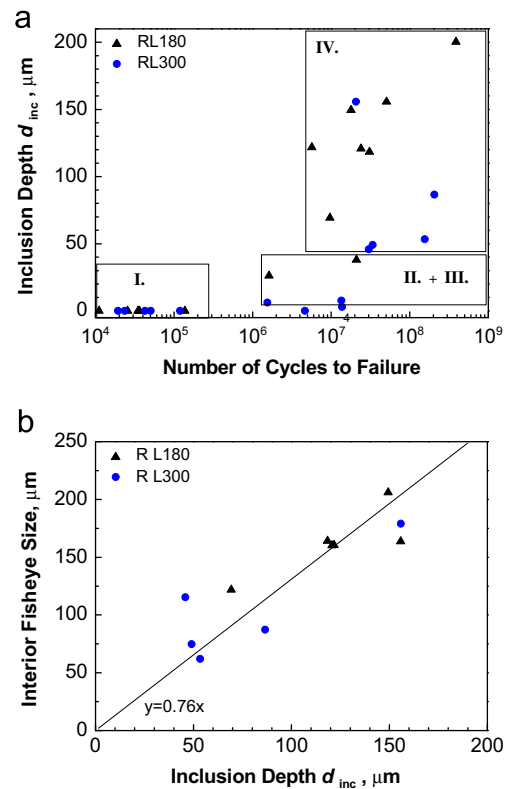 a
RL180
RL300
IV.
I.
II. + III.
200
150
100
50
0
Inclusion Depth d inc , μm
10^4 10^5 10^6 10^7 10^8 10^9
4
Number of Cycles to Failure
b
R L180
R L300
250
200
150
100
50
0
Interior Fisheye Size, μm
y=0.76x
0 50 100 150 200
Inclusion Depth d inc , μm